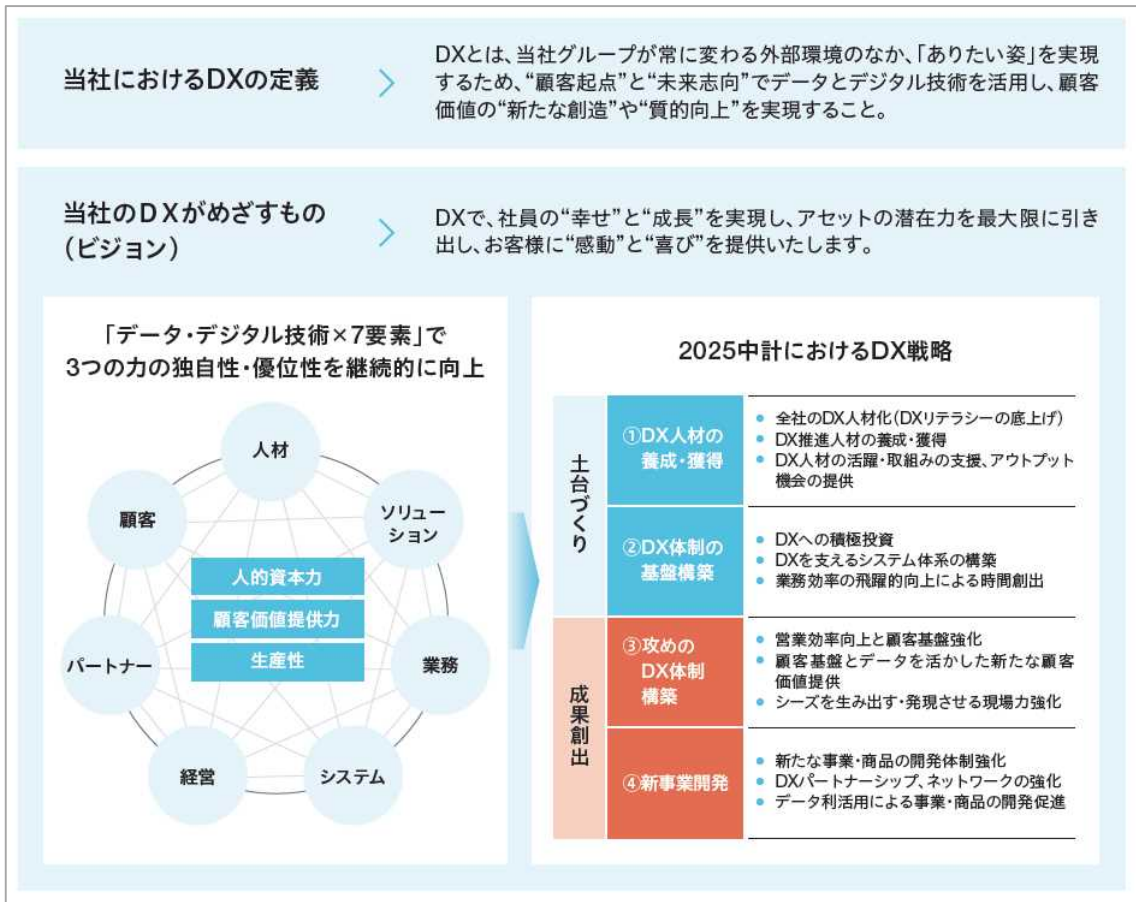 当社におけるDXの定義
DXとは、当社グループが常に変わる外部環境のなか、「ありたい姿」を実現
するため、“顧客起点”と“未来志向”でデータとデジタル技術を活用し、顧客
価値の“新たな創造”や“質的向上”を実現すること。
当社のDXがめざすもの
（ビジョン）
DXで、社員の“幸せ”と“成長”を実現し、アセットの潜在力を最大限に引き
出し、お客様に“感動”と“喜び”を提供いたします。
「データ・デジタル技術×7要素」で
3つの力の独自性・優位性を継続的に向上
人材
顧客
ソリュー
ション
人的資本力
顧客価値提供力
生産性
パートナー
業務
経営
システム
2025中計におけるDX戦略
土台づくり
①DX人材の
養成・獲得
● 全社のDX人材化（DXリテラシーの底上げ）
● DX推進人材の養成・獲得
● DX人材の活躍・取組みの支援、アウトプット
機会の提供
②DX体制の
基盤構築
● DXへの積極投資
● DXを支えるシステム体系の構築
● 業務効率の飛躍的向上による時間創出
成果創出
③攻めの
DX体制
構築
● 営業効率向上と顧客基盤強化
● 顧客基盤とデータを活かした新たな顧客
価値提供
● シーズを生み出す・発現させる現場力強化
④新事業開発
● 新たな事業・商品の開発体制強化
● DXパートナーシップ、ネットワークの強化
● データ利活用による事業・商品の開発促進